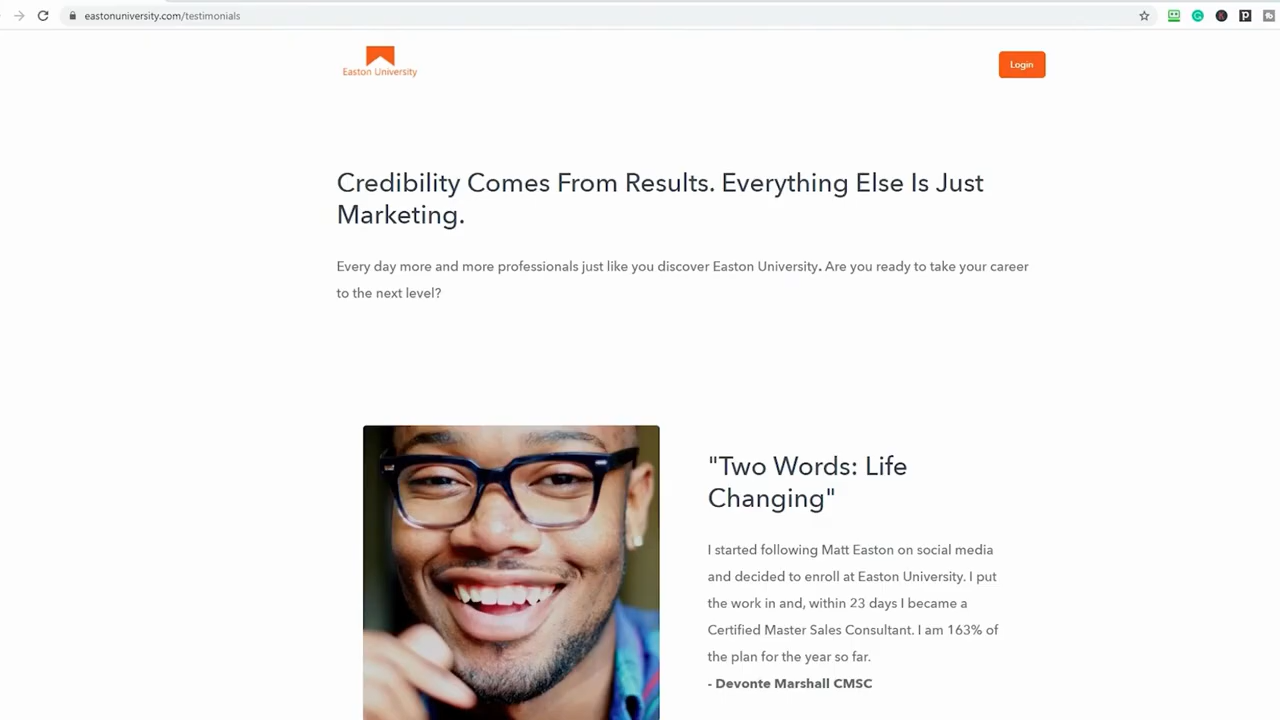 eastonuniversity.com/testimonials
Easton University
Login
Credibility Comes From Results. Everything Else Is Just
Marketing.
Every day more and more professionals just like you discover Easton University. Are you ready to take your career
to the next level?
"Two Words: Life
Changing"
I started following Matt Easton on social media
and decided to enroll at Easton University. I put
the work in and, within 23 days I became a
Certified Master Sales Consultant. I am 163% of
the plan for the year so far.
- Devonte Marshall CMSC